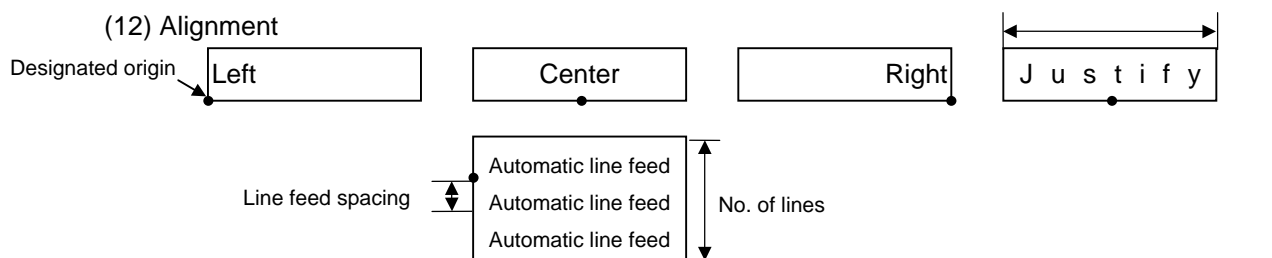 (12) Alignment
Designated origin
Left
Center
Right
J u s t i f y
Automatic line feed
Line feed spacing
Automatic line feed
No. of lines
Automatic line feed